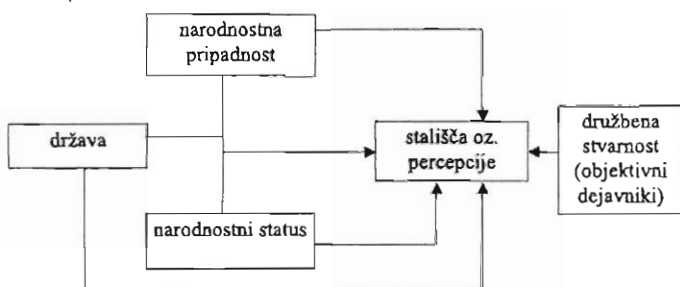 narodnostna
pripadnost
država
stališča oz.
percepcije
družbena
stvarnost
(objektivni
dejavniki)
narodnostni status